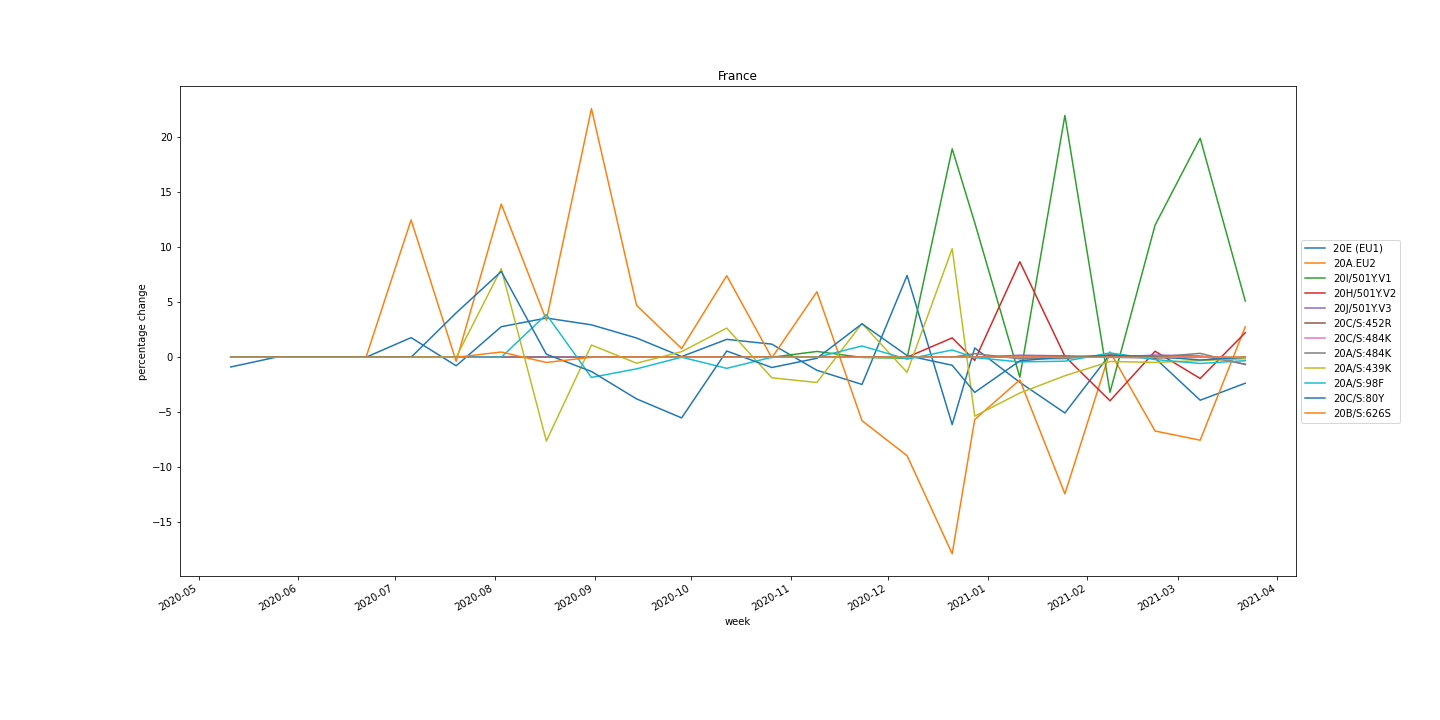 France
percentage change
20
15
10
5
0
−5
−10
−15
2020-05
2020-06
2020-07
2020-08
2020-09
2020-10
2020-11
2020-12
2021-01
2021-02
2021-03
2021-04
week
20E (EU1)
20A.EU2
20I/501Y.V1
20H/501Y.V2
20J/501Y.V3
20C/S:452R
20C/S:484K
20A/S:484K
20A/S:439K
20A/S:98F
20C/S:80Y
20B/S:626S